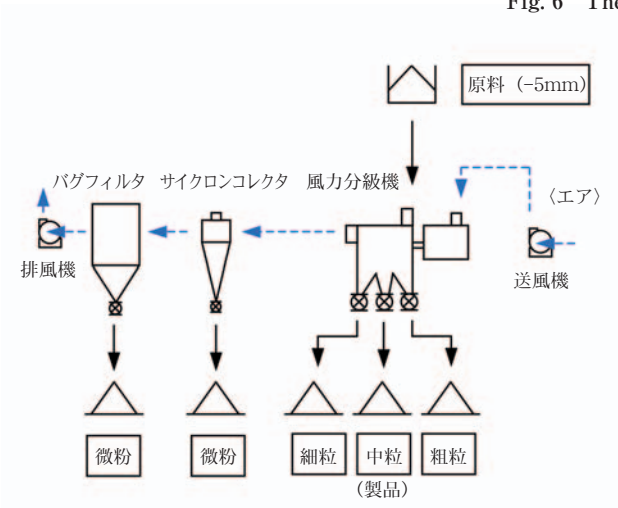 Fig. 6 The
原料（-5mm）
バグフィルタ サイクロンコレクタ 風力分級機
〈エア〉
排風機
送風機
微粉 微粉 細粒 中粒 粗粒
（製品）